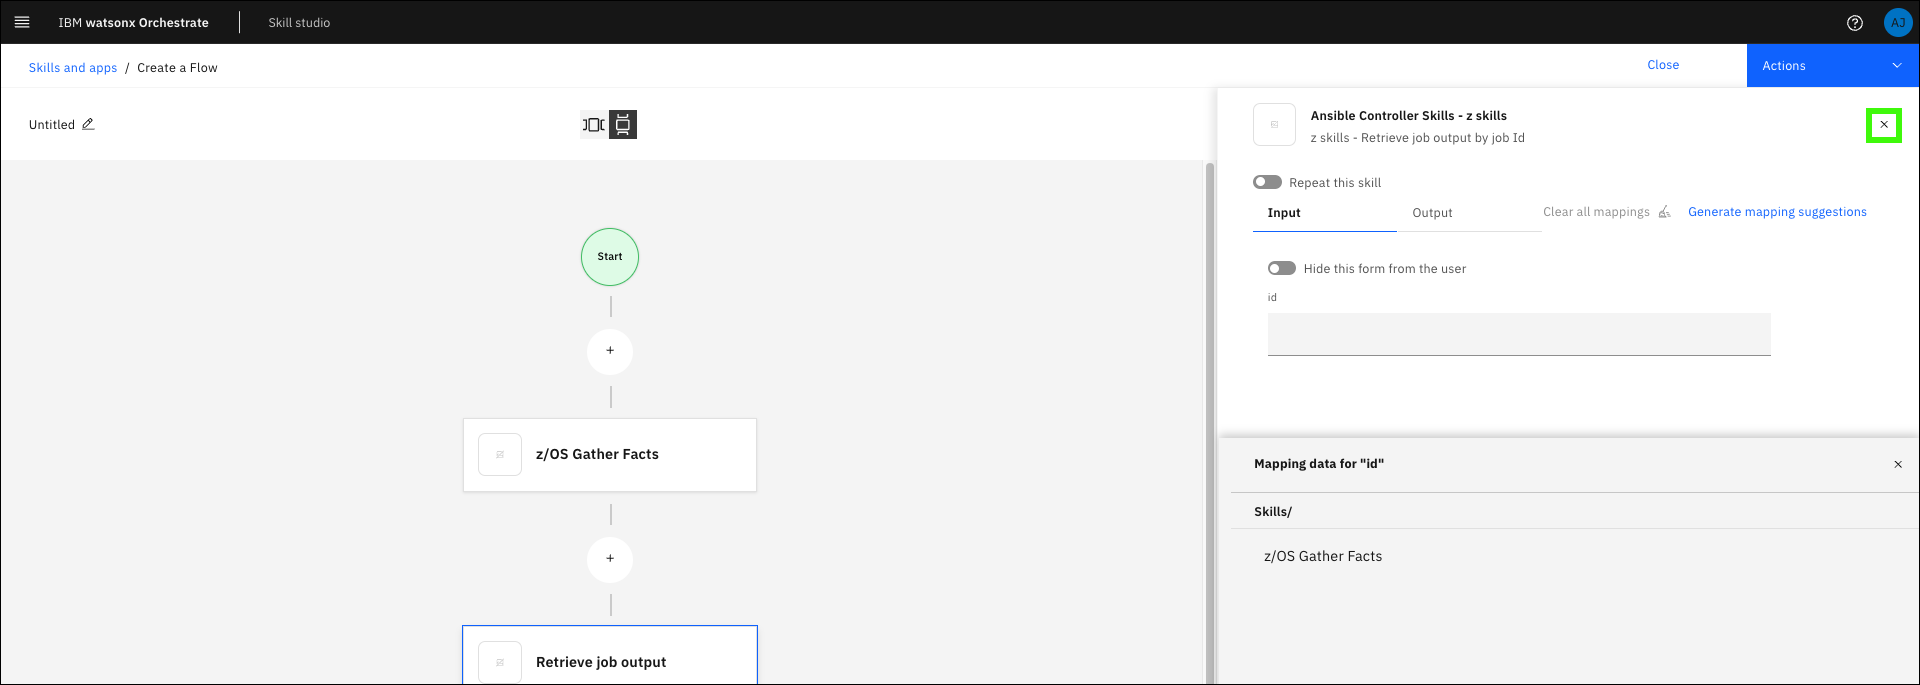 IBM watsonx Orchestrate
Skill studio
AJ
Skills and apps / Create a Flow
Close
Actions
Untitled
Start
+
z/OS Gather Facts
+
Retrieve job output
Ansible Controller Skills - z skills
z skills - Retrieve job output by job Id
Repeat this skill
Input
Output
Clear all mappings
Generate mapping suggestions
Hide this form from the user
id
Mapping data for "id"
Skills/
z/OS Gather Facts